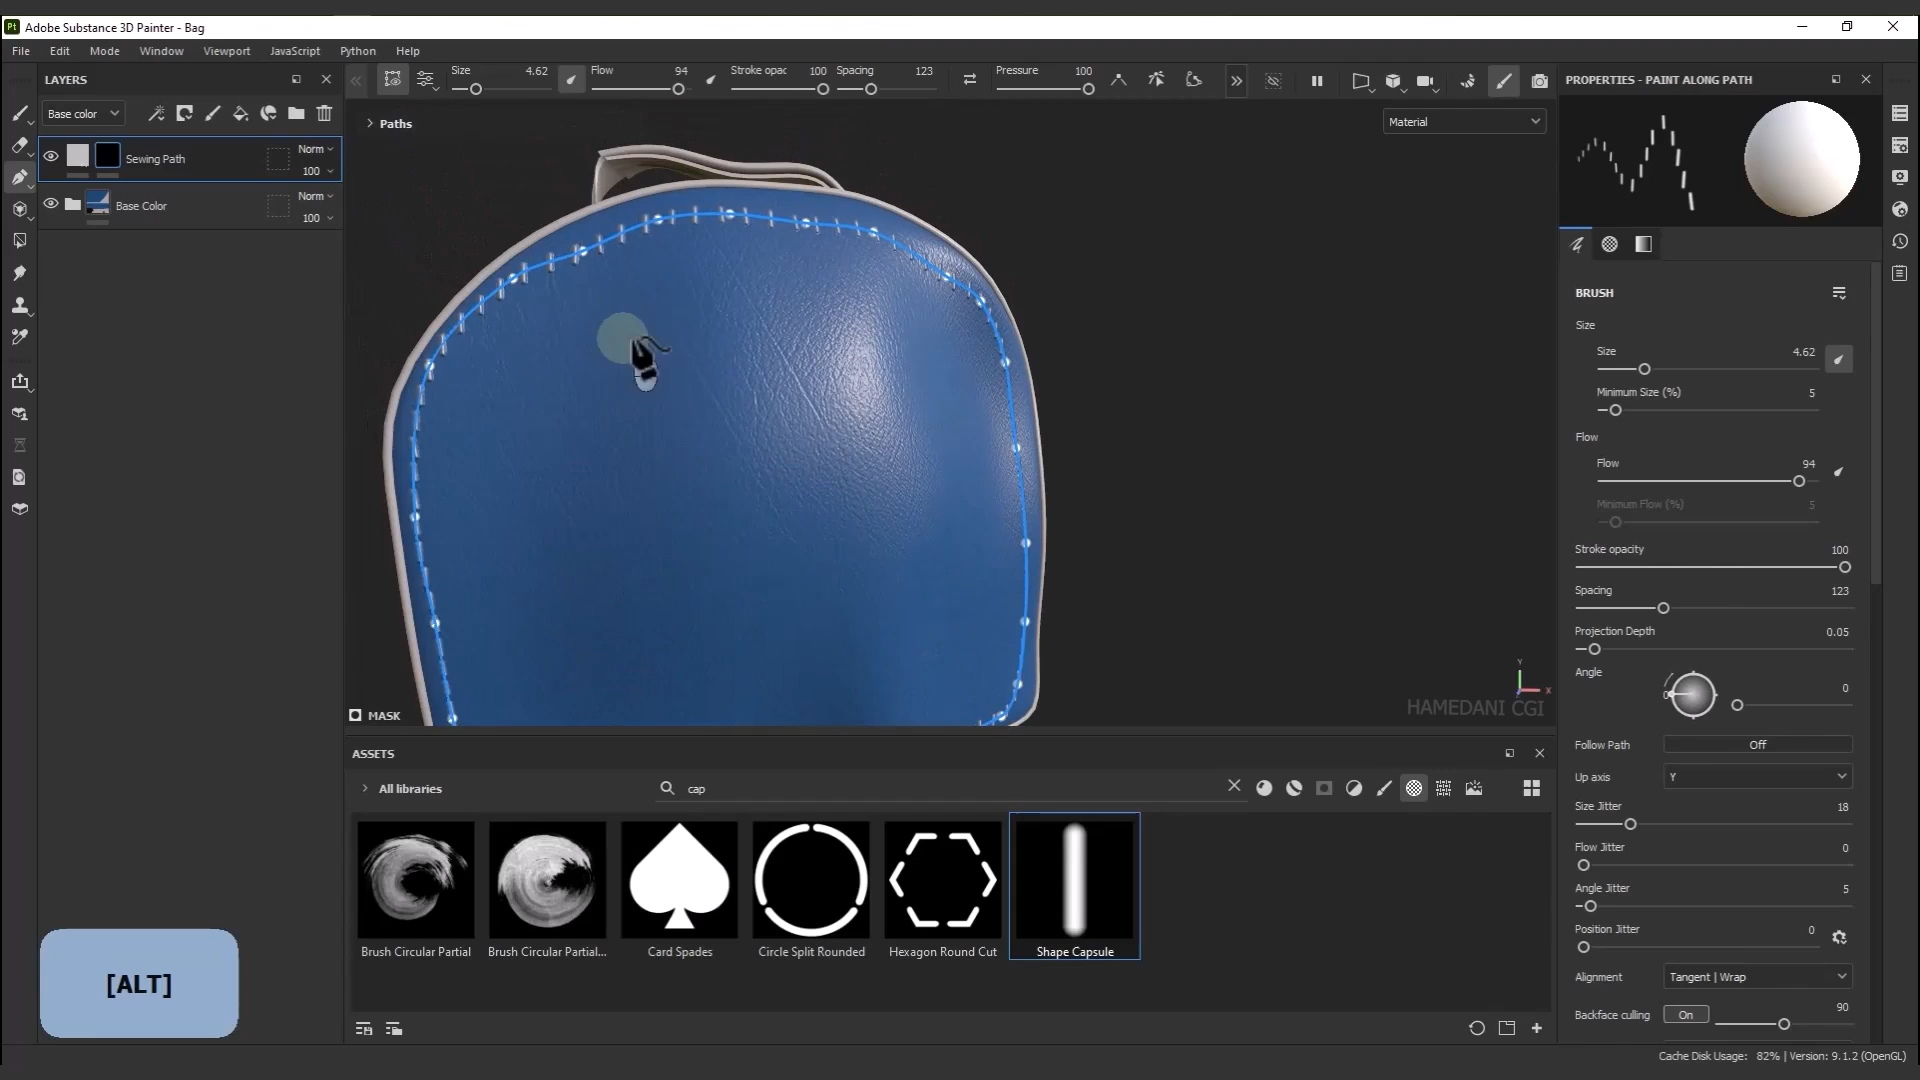 Pt Adobe Substance 3D Painter - Bag
File Edit Mode Window Viewport JavaScript Python Help
LAYERS
Size 4.62 Flow 94 Stroke opac 100 Spacing 123 Pressure 100
PROPERTIES - PAINT ALONG PATH
Base color
Paths
Material
Sewing Path
Norm
100
Base Color
Norm
100
MASK
HAMEDANI CGI
Y
X
BRUSH
Size
Size 4.62
Minimum Size (%) 5
Flow
Flow 94
Minimum Flow (%) 5
Stroke opacity 100
Spacing 123
Projection Depth 0.05
Angle 0
Follow Path Off
Up axis Y
Size Jitter 18
Flow Jitter 0
Angle Jitter 5
Position Jitter 0
Alignment Tangent | Wrap
Backface culling On 90
ASSETS
All libraries cap
Brush Circular Partial
Brush Circular Partial...
Card Spades
Circle Split Rounded
Hexagon Round Cut
Shape Capsule
[ALT]
Cache Disk Usage: 82% | Version: 9.1.2 (OpenGL)